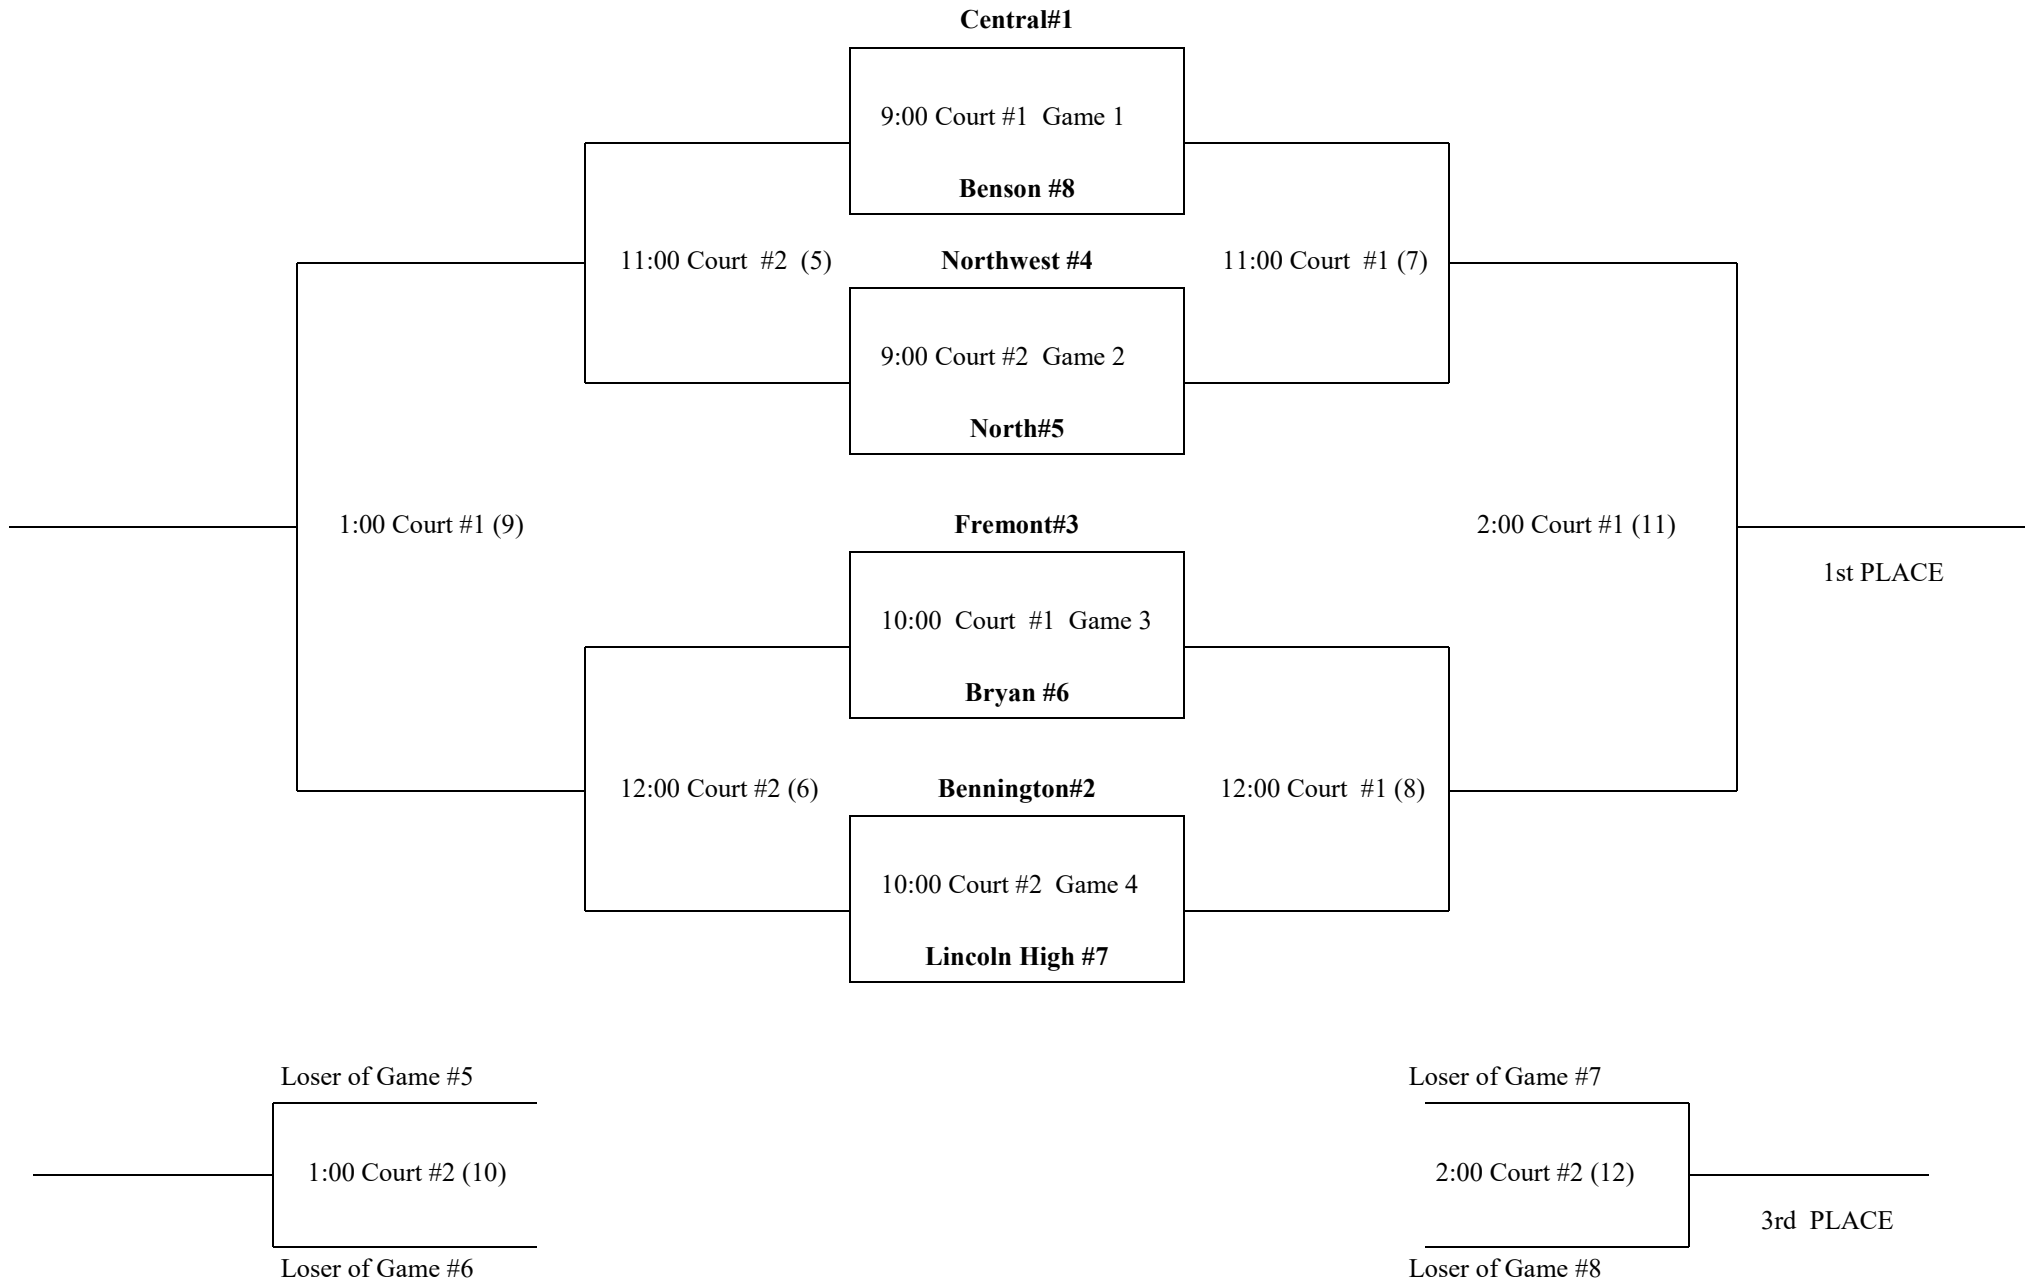 Central#1
9:00 Court #1  Game 1
Benson #8
11:00 Court  #2  (5)
Northwest #4
11:00 Court  #1 (7)
9:00 Court #2  Game 2
North#5
1:00 Court #1 (9)
Fremont#3
2:00 Court #1 (11)
1st PLACE
10:00  Court  #1  Game 3
Bryan #6
12:00 Court #2 (6)
Bennington#2
12:00 Court  #1 (8)
10:00 Court #2  Game 4
Lincoln High #7
Loser of Game #5
Loser of Game #7
1:00 Court #2 (10)
2:00 Court #2 (12)
3rd  PLACE
Loser of Game #6
Loser of Game #8